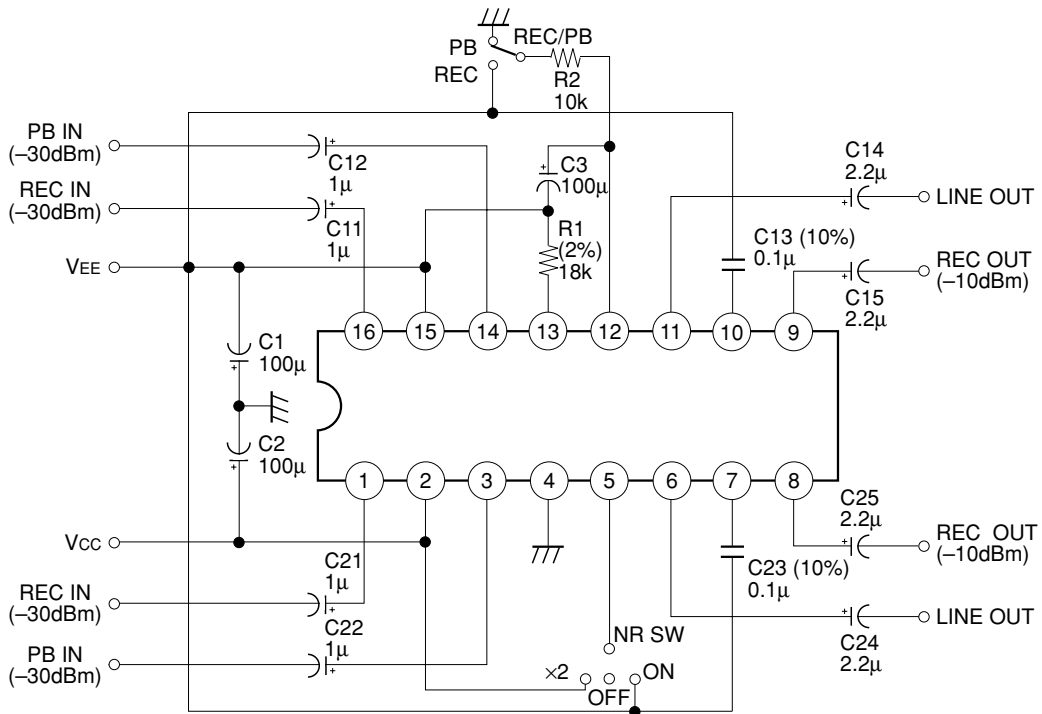 PB
REC
REC/PB
R2
10k
PB IN
(–30dBm)
C12
1μ
C3
100μ
C14
2.2μ
LINE OUT
REC IN
(–30dBm)
C11
1μ
R1
(2%)
18k
C13 (10%)
0.1μ
REC OUT
(–10dBm)
C15
2.2μ
VEE
16
15
14
13
12
11
10
9
C1
100μ
C2
100μ
1
2
3
4
5
6
7
8
C25
2.2μ
REC OUT
(–10dBm)
VCC
C21
1μ
C23 (10%)
0.1μ
REC IN
(–30dBm)
C22
1μ
LINE OUT
C24
2.2μ
PB IN
(–30dBm)
NR SW
×2
OFF
ON